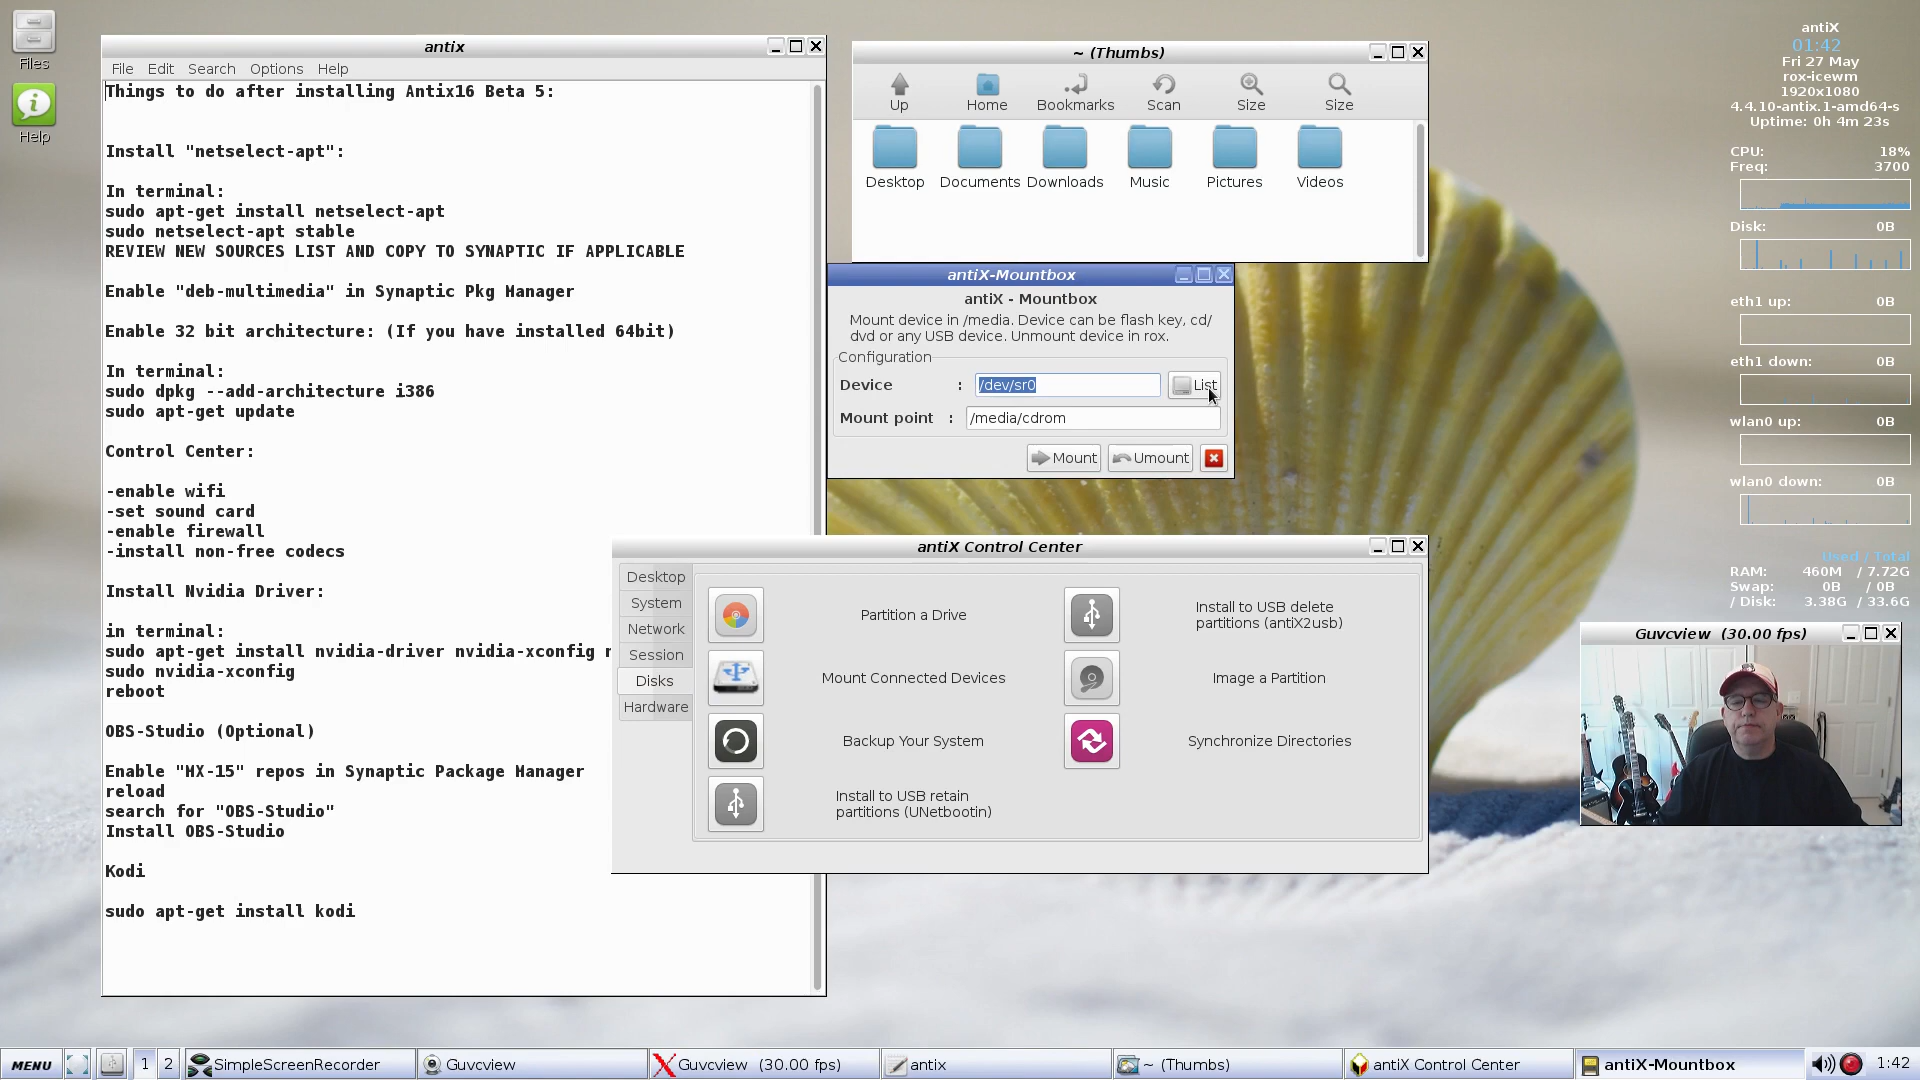 Files
Help
antix
File Edit Search Options Help
Things to do after installing Antix16 Beta 5:
Install "netselect-apt":
In terminal:
sudo apt-get install netselect-apt
sudo netselect-apt stable
REVIEW NEW SOURCES LIST AND COPY TO SYNAPTIC IF APPLICABLE
Enable "deb-multimedia" in Synaptic Pkg Manager
Enable 32 bit architecture: (If you have installed 64bit)
In terminal:
sudo dpkg --add-architecture i386
sudo apt-get update
Control Center:
-enable wifi
-set sound card
-enable firewall
-install non-free codecs
Install Nvidia Driver:
in terminal:
sudo apt-get install nvidia-driver nvidia-xconfig
sudo nvidia-xconfig
reboot
OBS-Studio (Optional)
Enable "MX-15" repos in Synaptic Package Manager
reload
search for "OBS-Studio"
Install OBS-Studio
Kodi
sudo apt-get install kodi
~ (Thumbs)
Up Home Bookmarks Scan Size Size
Desktop Documents Downloads Music Pictures Videos
antiX-Mountbox
antiX - Mountbox
Mount device in /media. Device can be flash key, cd/
dvd or any USB device. Unmount device in rox.
Configuration
Device : /dev/sr0 List
Mount point : /media/cdrom
Mount Umount
antiX Control Center
Desktop
System
Network
Session
Disks
Hardware
Partition a Drive
Install to USB delete
partitions (antiX2usb)
Mount Connected Devices
Image a Partition
Backup Your System
Synchronize Directories
Install to USB retain
partitions (UNetbootin)
antiX
01:42
Fri 27 May
rox-icewm
1920x1080
4.4.10-antix.1-amd64-s
Uptime: 0h 4m 23s
CPU: 18%
Freq: 3700
Disk: 0B
eth1 up: 0B
eth1 down: 0B
wlan0 up: 0B
wlan0 down: 0B
Used / Total
RAM: 460M / 7.72G
Swap: 0B / 0B
/ Disk: 3.38G / 33.6G
Guvcview (30.00 fps)
MENU 1 2 SimpleScreenRecorder Guvcview Guvcview (30.00 fps) antix ~ (Thumbs) antiX Control Center antiX-Mountbox 1:42